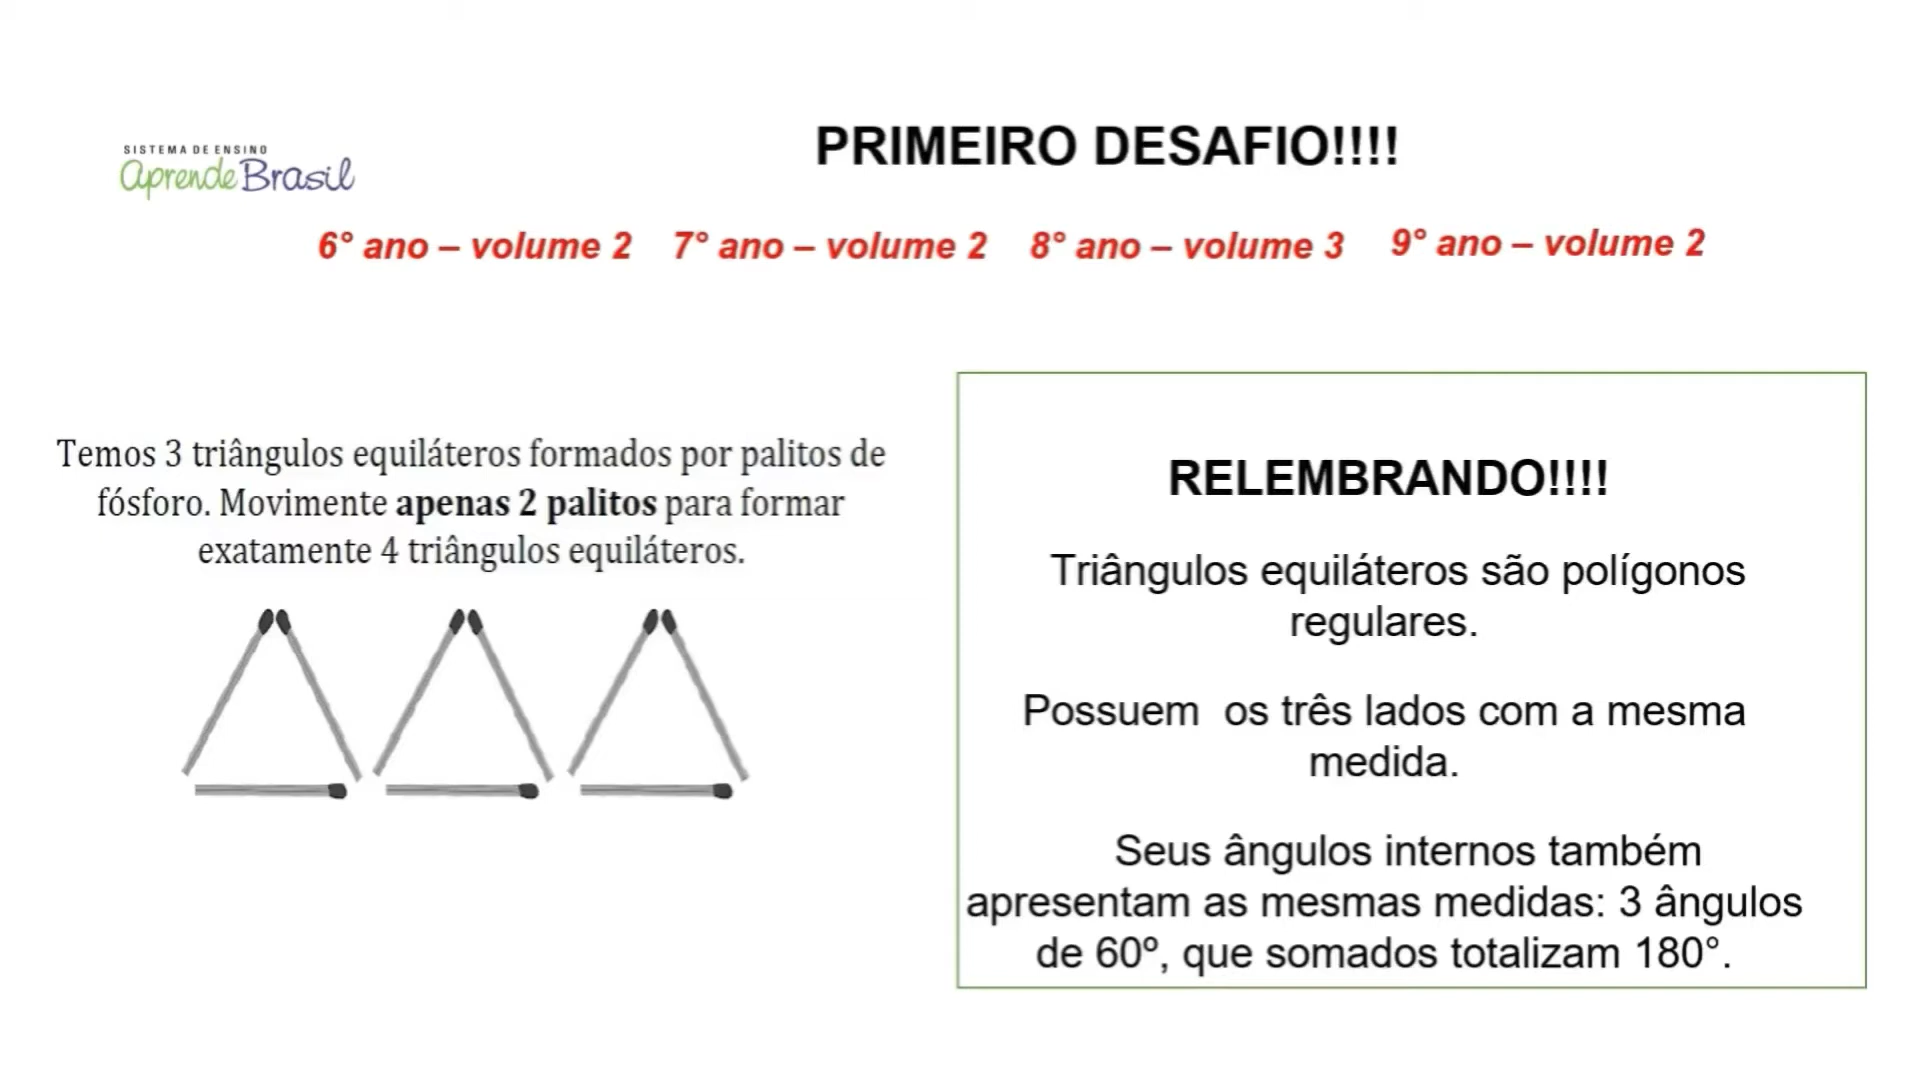 SISTEMA DE ENSINO
aprende Brasil
PRIMEIRO DESAFIO!!!!
6° ano – volume 2 7° ano – volume 2 8° ano – volume 3 9° ano – volume 2
Temos 3 triângulos equiláteros formados por palitos de
fósforo. Movimente apenas 2 palitos para formar
exatamente 4 triângulos equiláteros.
RELEMBRANDO!!!!
Triângulos equiláteros são polígonos
regulares.
Possuem os três lados com a mesma
medida.
Seus ângulos internos também
apresentam as mesmas medidas: 3 ângulos
de 60º, que somados totalizam 180°.